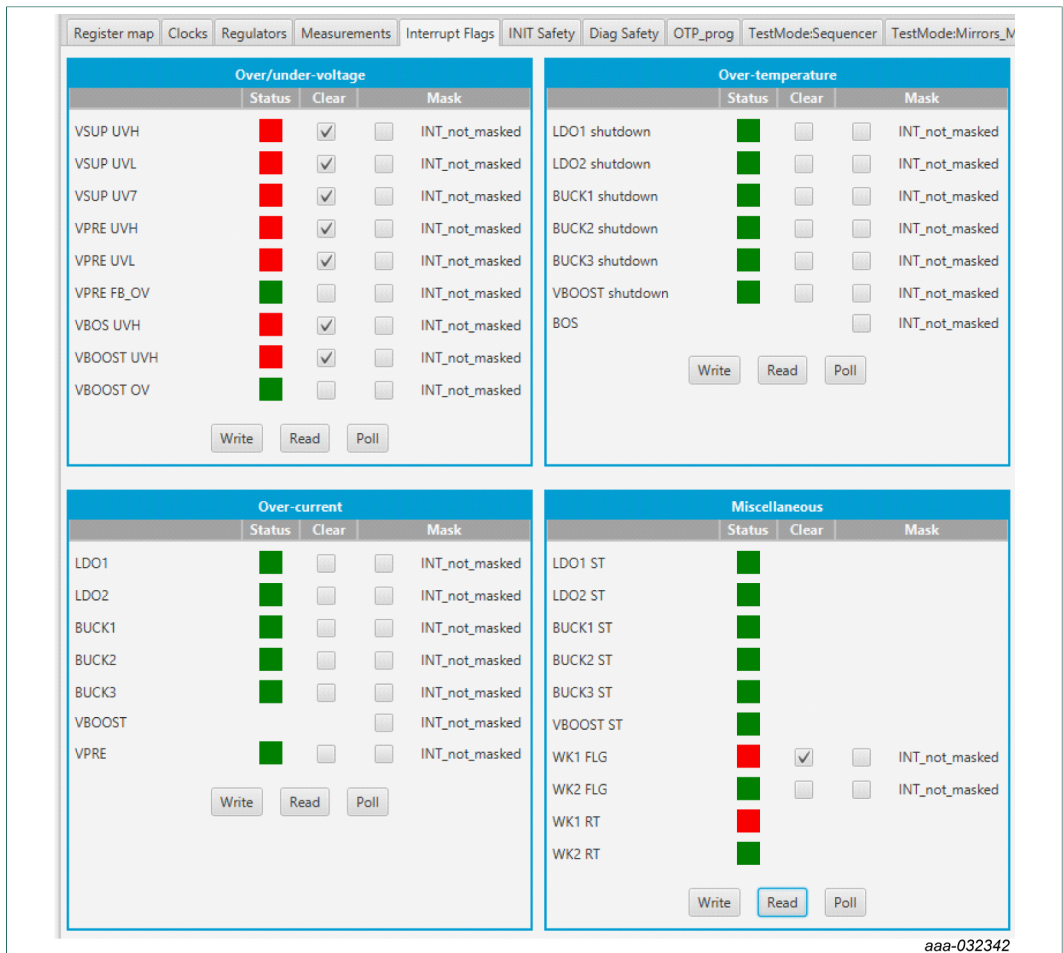 Register map Clocks Regulators Measurements Interrupt Flags INIT Safety Diag Safety OTP_prog TestMode:Sequencer TestMode:Mirrors_M
Over/under-voltage
Status Clear Mask
VSUP UVH INT_not_masked
VSUP UVL INT_not_masked
VSUP UV7 INT_not_masked
VPRE UVH INT_not_masked
VPRE UVL INT_not_masked
VPRE FB_OV INT_not_masked
VBOS UVH INT_not_masked
VBOOST UVH INT_not_masked
VBOOST OV INT_not_masked
Write Read Poll
Over-temperature
Status Clear Mask
LDO1 shutdown INT_not_masked
LDO2 shutdown INT_not_masked
BUCK1 shutdown INT_not_masked
BUCK2 shutdown INT_not_masked
BUCK3 shutdown INT_not_masked
VBOOST shutdown INT_not_masked
BOS INT_not_masked
Write Read Poll
Over-current
Status Clear Mask
LDO1 INT_not_masked
LDO2 INT_not_masked
BUCK1 INT_not_masked
BUCK2 INT_not_masked
BUCK3 INT_not_masked
VBOOST INT_not_masked
VPRE INT_not_masked
Write Read Poll
Miscellaneous
Status Clear Mask
LDO1 ST
LDO2 ST
BUCK1 ST
BUCK2 ST
BUCK3 ST
VBOOST ST
WK1 FLG INT_not_masked
WK2 FLG INT_not_masked
WK1 RT
WK2 RT
Write Read Poll
aaa-032342